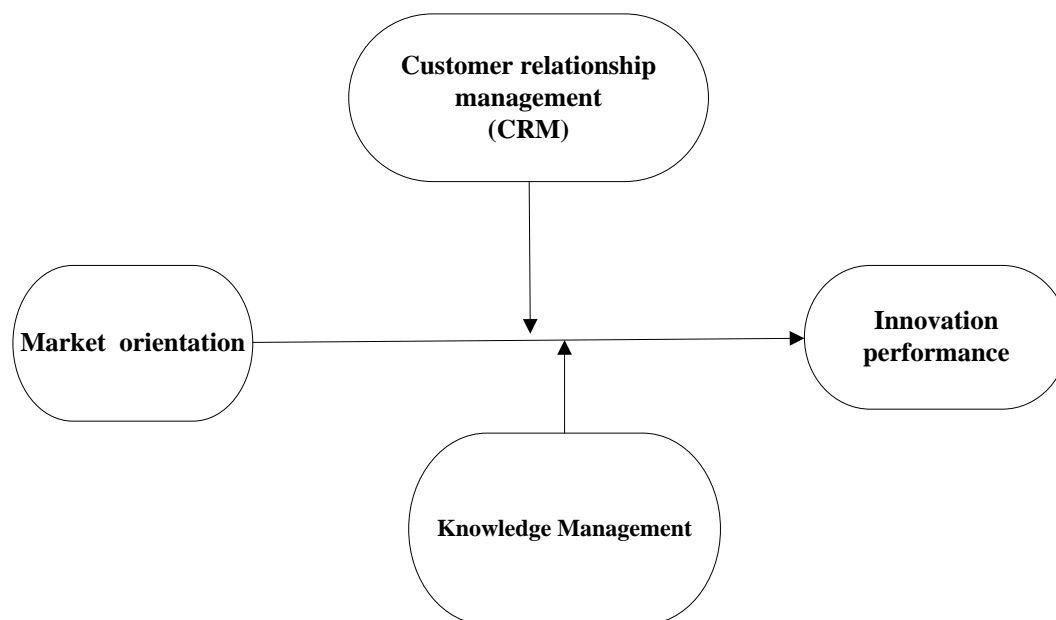 Customer relationship
management
(CRM)
Market orientation
Innovation
performance
Knowledge Management